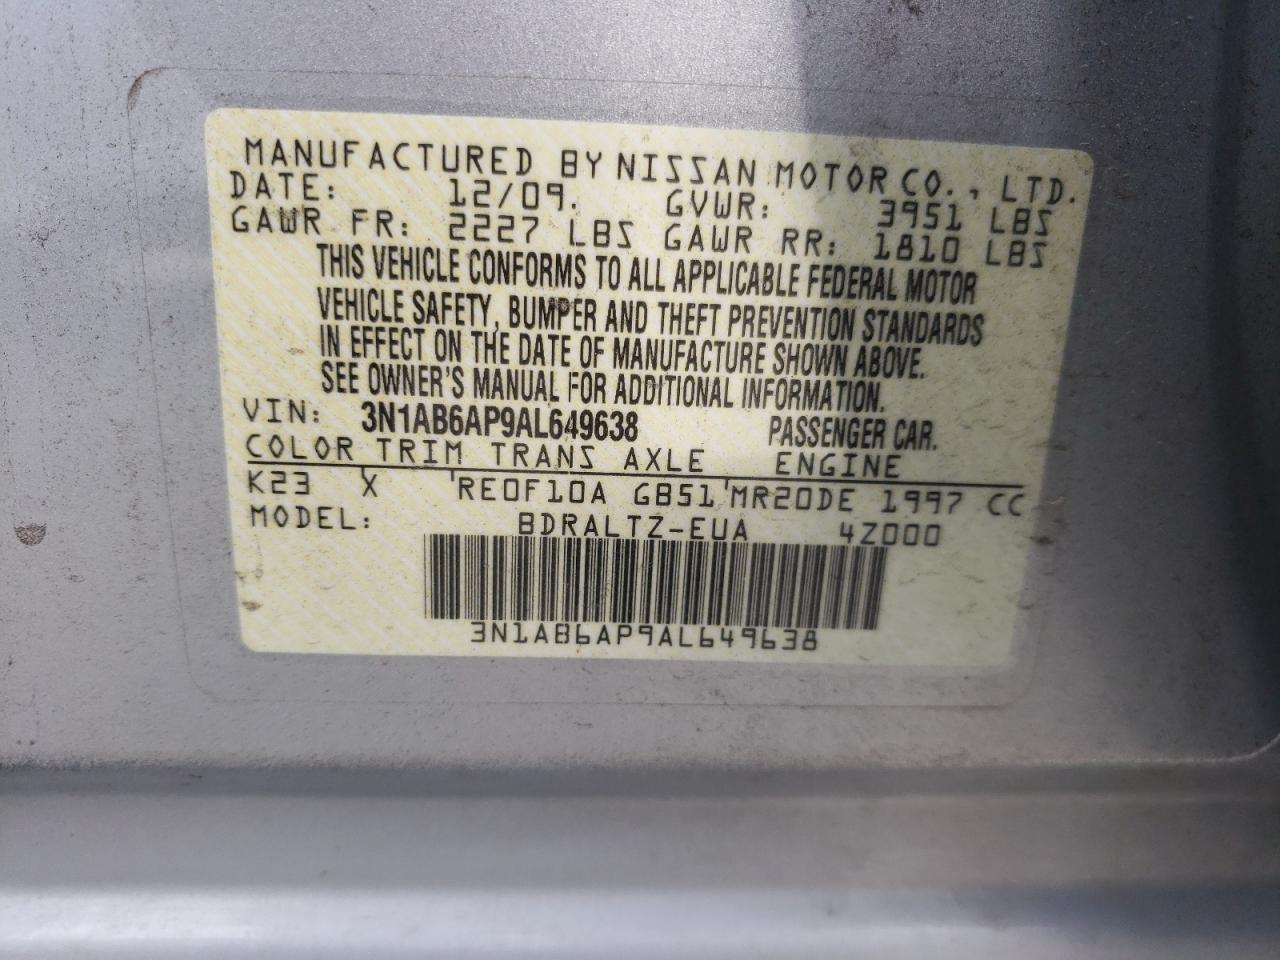 MANUFACTURED BY NISSAN MOTOR CO., LTD.
DATE: 12/09. GVWR: 3951 LBS
GAWR FR: 2227 LBS GAWR RR: 1810 LBS
THIS VEHICLE CONFORMS TO ALL APPLICABLE FEDERAL MOTOR
VEHICLE SAFETY, BUMPER AND THEFT PREVENTION STANDARDS
IN EFFECT ON THE DATE OF MANUFACTURE SHOWN ABOVE.
SEE OWNER'S MANUAL FOR ADDITIONAL INFORMATION.
VIN: 3N1AB6AP9AL649638 PASSENGER CAR.
COLOR TRIM TRANS AXLE ENGINE
K23 X RE0F10A GB51 MR20DE 1997 CC
MODEL: BDRALTZ-EUA 4Z000
3N1AB6AP9AL649638